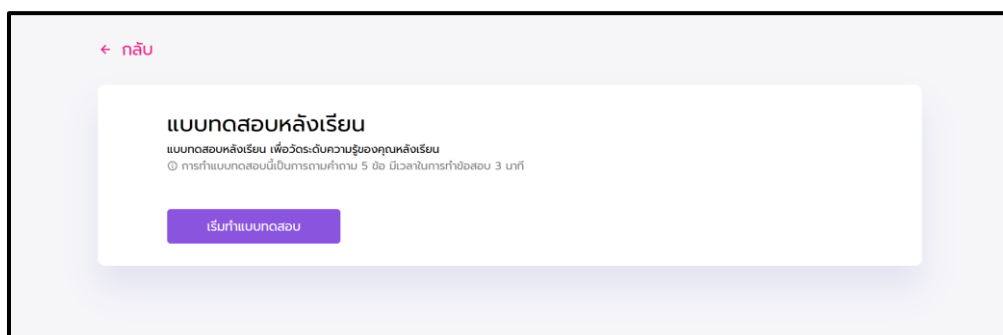 ← กลับ
แบบทดสอบหลังเรียน
แบบทดสอบหลังเรียน เพื่อวัดระดับความรู้ของคุณหลังเรียน
การทำแบบทดสอบนี้เป็นการถามคำถาม 5 ข้อ มีเวลาในการทำข้อสอบ 3 นาที
เริ่มทำแบบทดสอบ